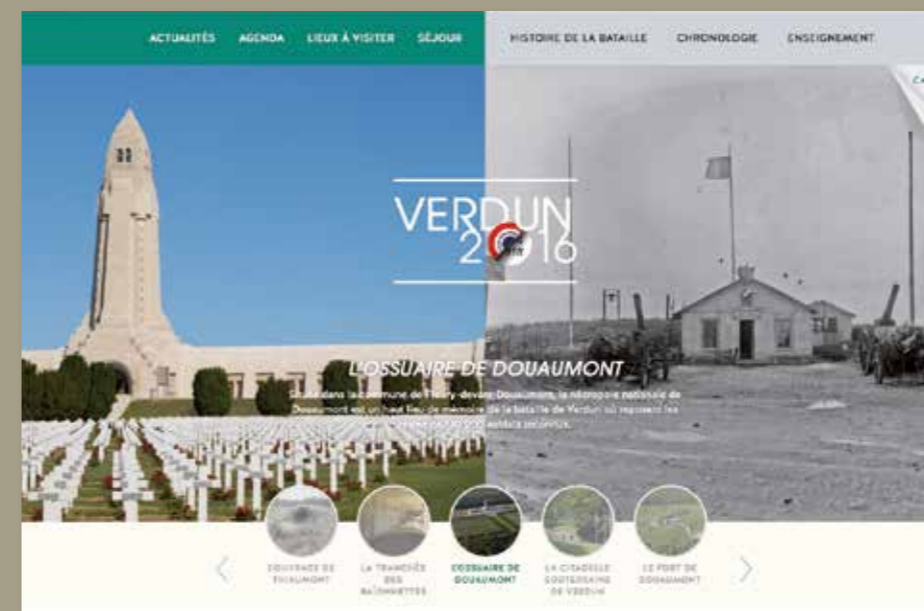 ACTUALITÉS AGENDA LIEUX À VISITER SÉJOUR HISTOIRE DE LA BATAILLE CHRONOLOGIE ENSEIGNEMENT
VERDUN
2016
L'OSSUAIRE DE DOUAUMONT
dans la commune de Fleury-devant-Douaumont, la nécropole nationale de
Douaumont est un haut lieu de mémoire de la bataille de Verdun où reposent les
soldats inconnus.
OUVRAGE DE
THIAUMONT
LA TRANCHÉE
DES
BAÏONNETTES
L'OSSUAIRE DE
DOUAUMONT
LA CITADELLE
SOUTERRAINE
DE VERDUN
LE FORT DE
DOUAUMONT